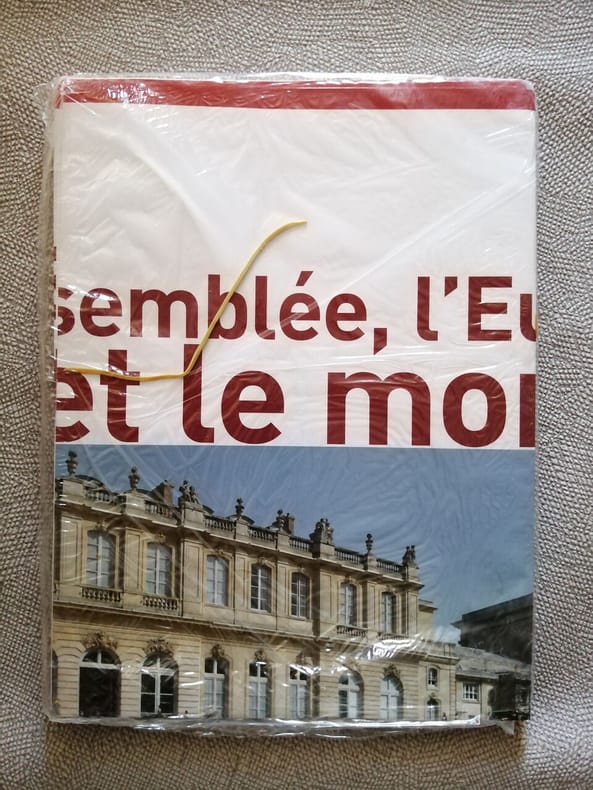 semblée, l'Eu
et le mon